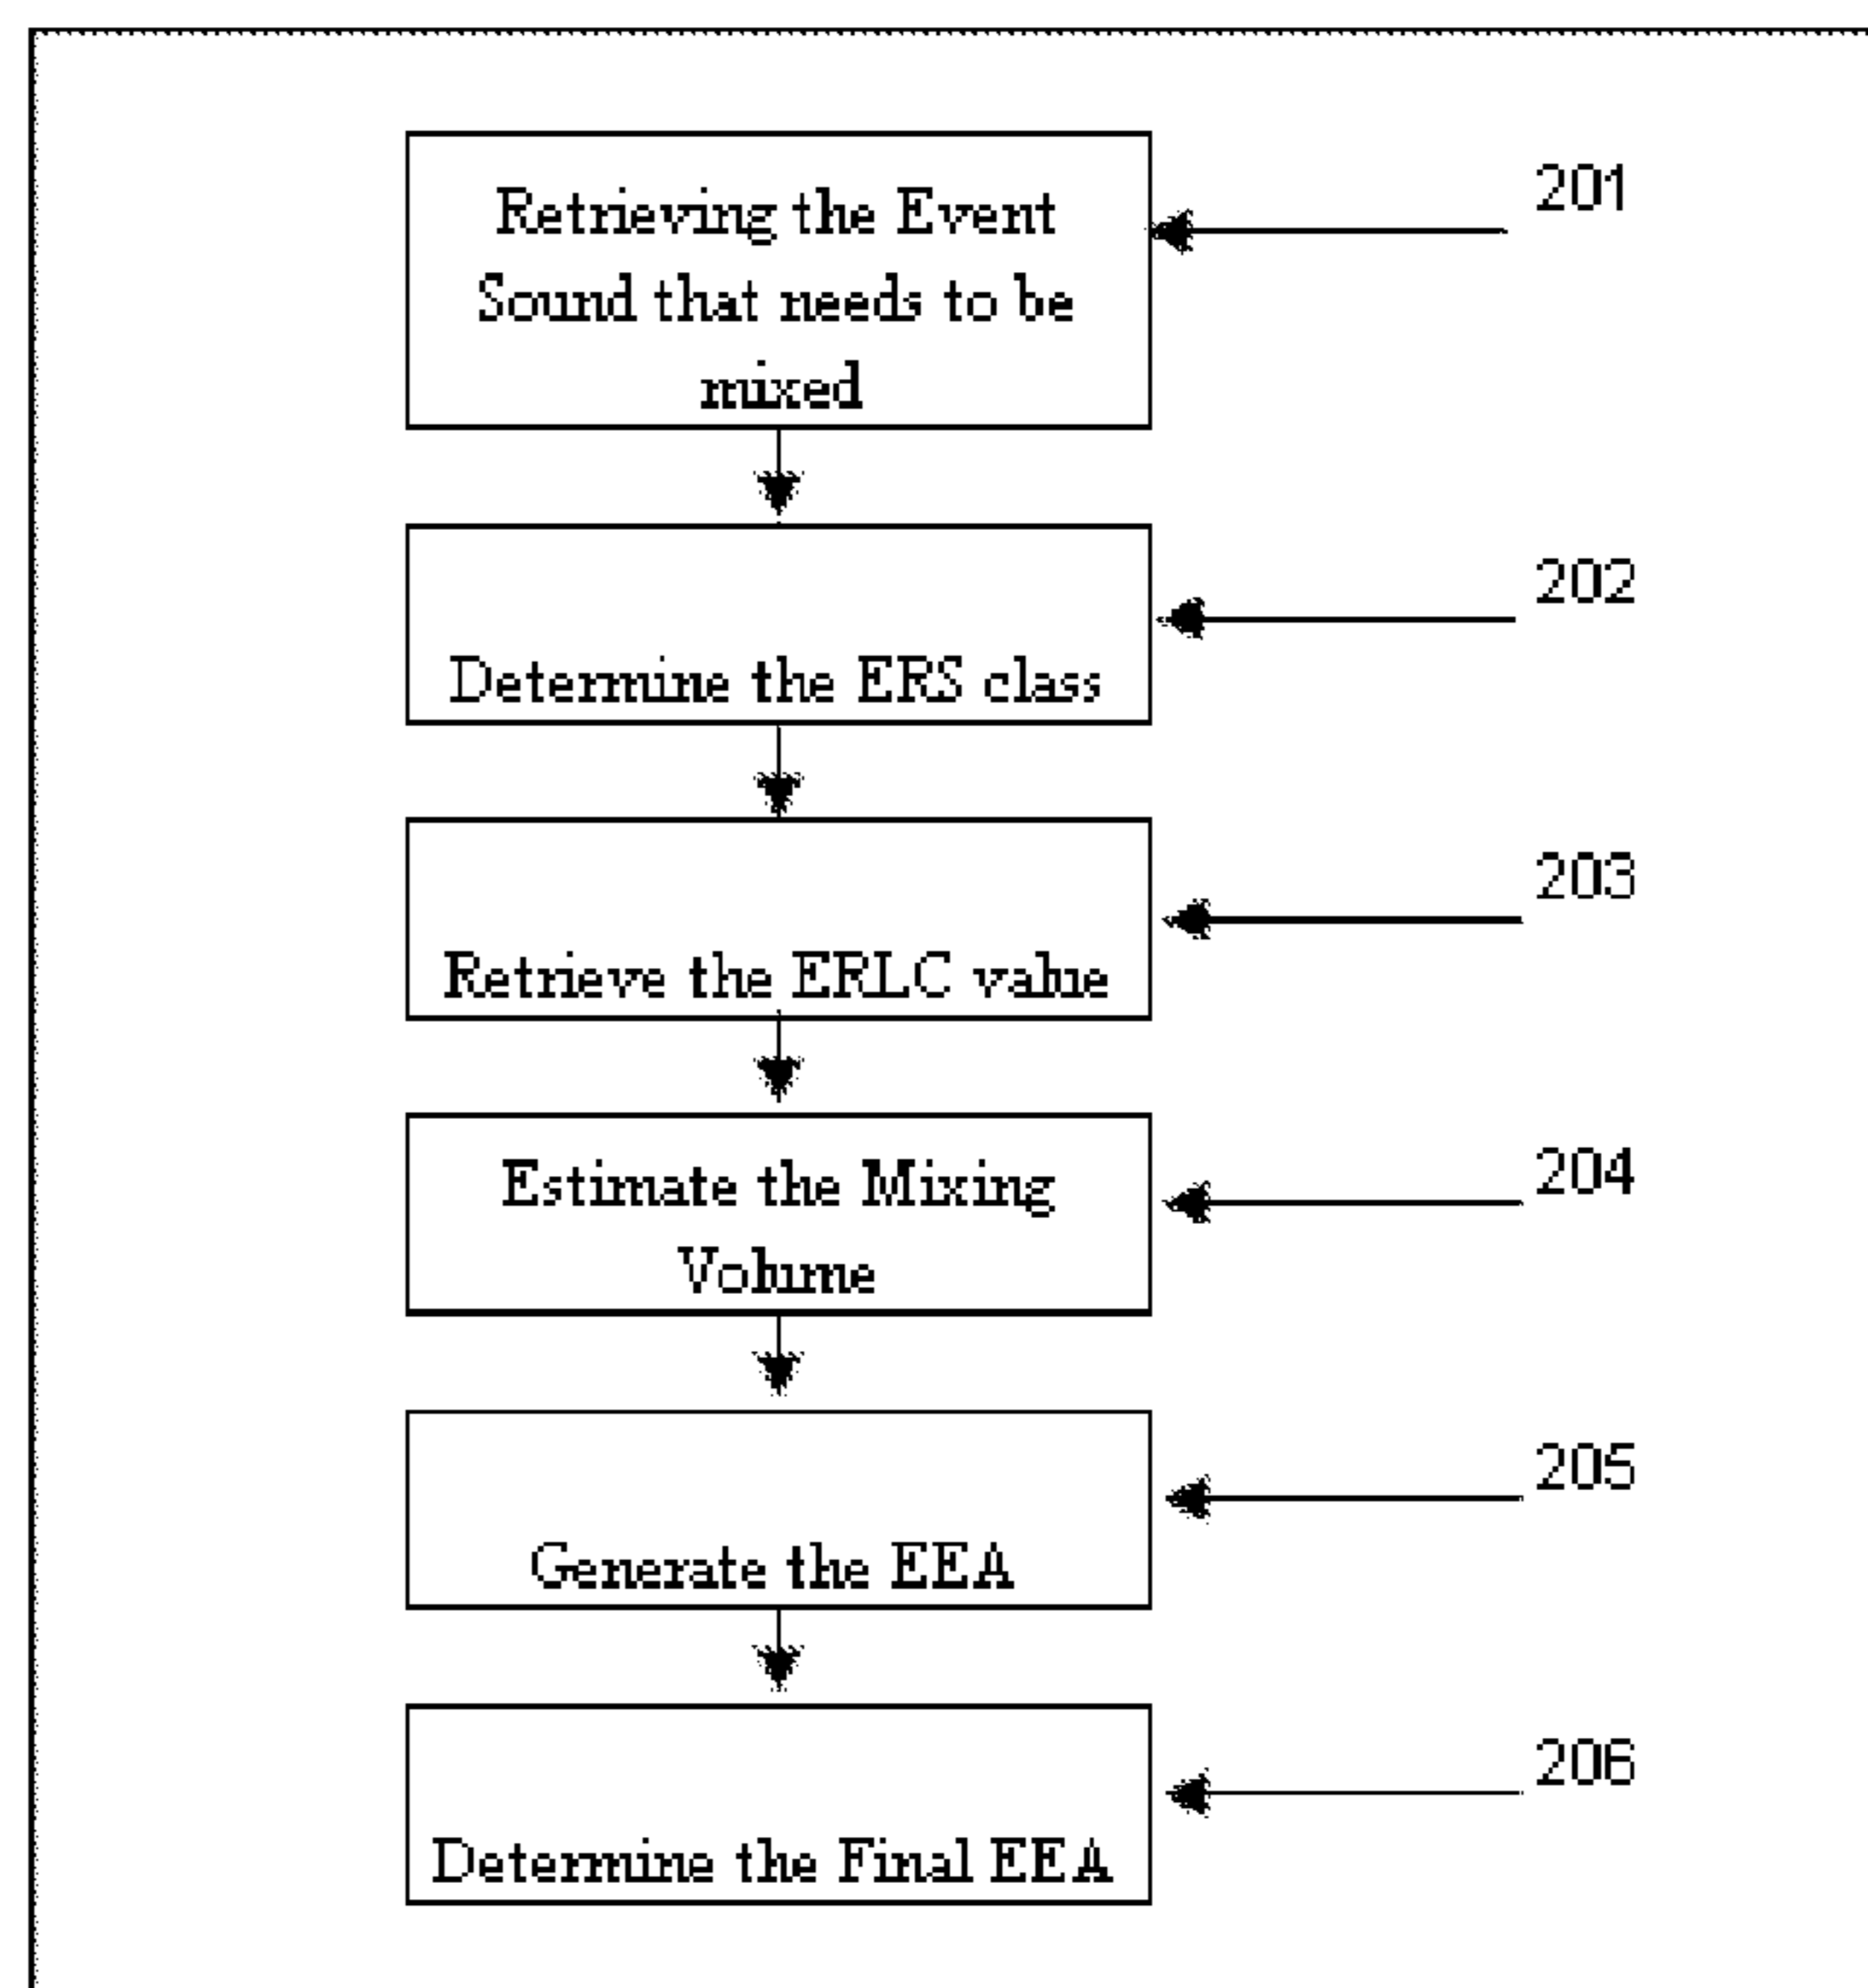 Retrieving the Event
Sound that needs to be
mixed
201
Determine the ERS class
202
Retrieve the ERLC value
203
Estimate the Mixing
Volume
204
Generate the EEA
205
Determine the Final EEA
206